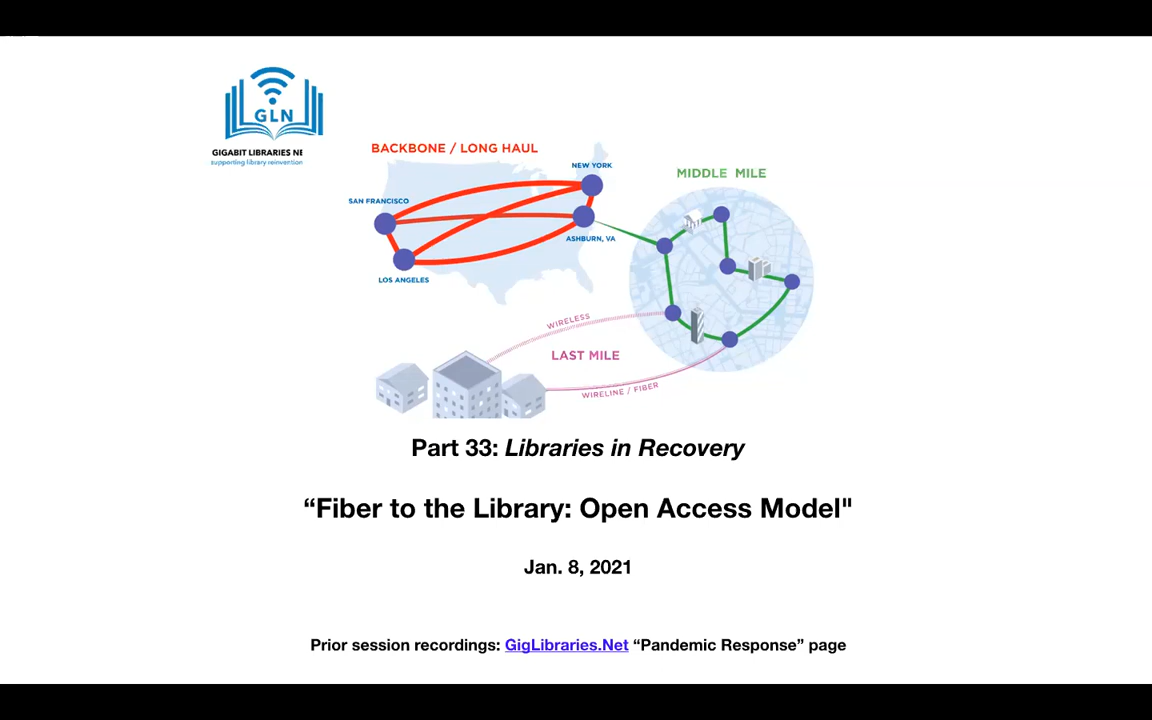 GLN
GIGABIT LIBRARIES NE
supporting library reinvention
BACKBONE / LONG HAUL
NEW YORK
SAN FRANCISCO
ASHBURN, VA
LOS ANGELES
MIDDLE MILE
WIRELESS
LAST MILE
WIRELINE / FIBER
Part 33: Libraries in Recovery
“Fiber to the Library: Open Access Model"
Jan. 8, 2021
Prior session recordings: GigLibraries.Net “Pandemic Response” page